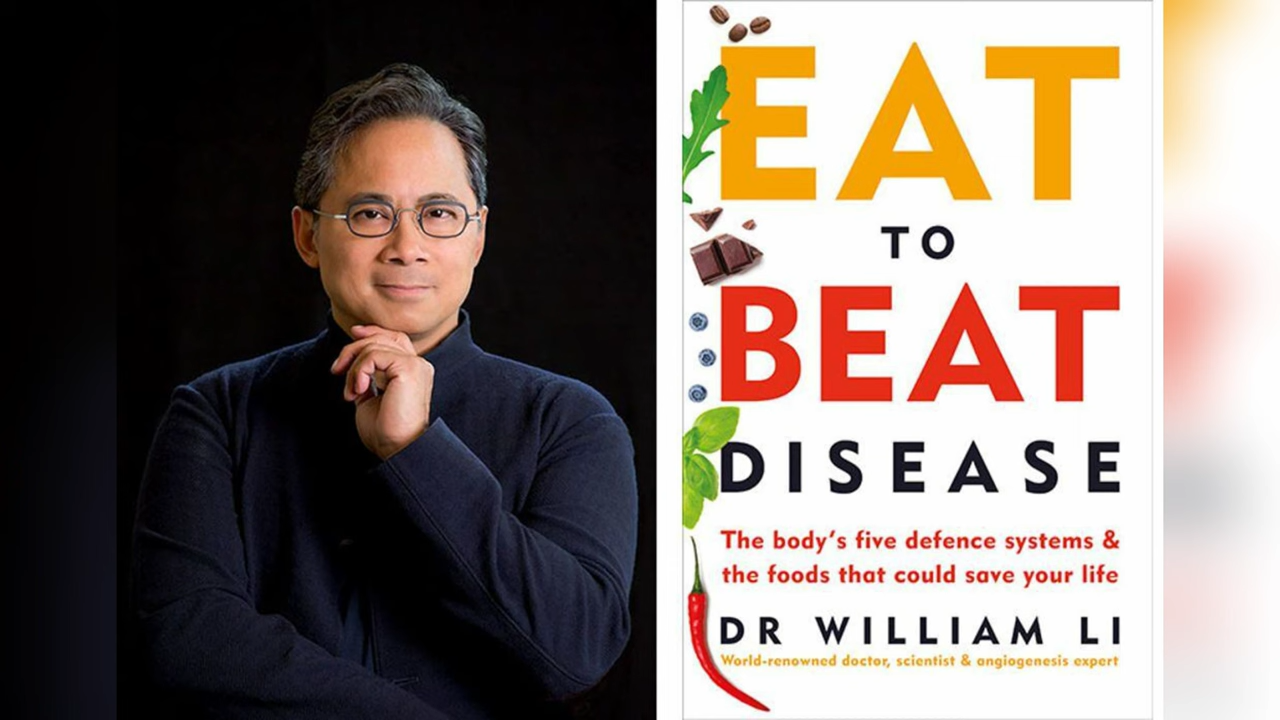 EAT
TO
BEAT
DISEASE
The body's five defence systems &
the foods that could save your life
DR WILLIAM LI
World-renowned doctor, scientist & angiogenesis expert